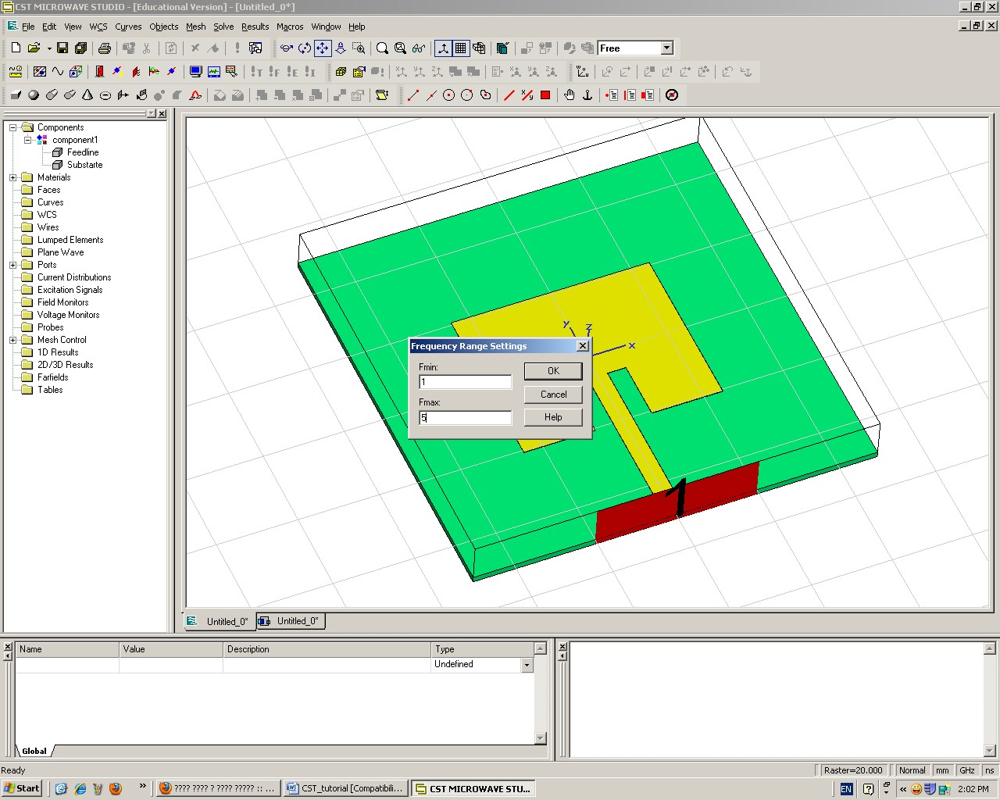 CST MICROWAVE STUDIO - [Educational Version] - [Untitled_0*]
File Edit View WCS Curves Objects Mesh Solve Results Macros Window Help
Free
Components
component1
Feedline
Substarte
Materials
Faces
Curves
WCS
Wires
Lumped Elements
Plane Wave
Ports
Current Distributions
Excitation Signals
Field Monitors
Voltage Monitors
Probes
Mesh Control
1D Results
2D/3D Results
Farfields
Tables
y z x
Frequency Range Settings
Fmin:
1
OK
Cancel
Fmax:
5
Help
1
Untitled_0* Untitled_0*
Name Value Description Type
Undefined
Global
Ready Raster=20.000 Normal mm GHz ns
Start » ???? ???? ? ???? ????? :: ... CST_tutorial [Compatibili... CST MICROWAVE STU... EN « 2:02 PM